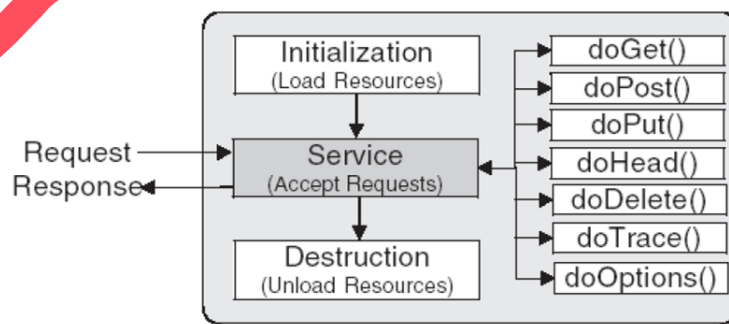 Initialization
(Load Resources)
Request
Response
Service
(Accept Requests)
Destruction
(Unload Resources)
doGet()
doPost()
doPut()
doHead()
doDelete()
doTrace()
doOptions()